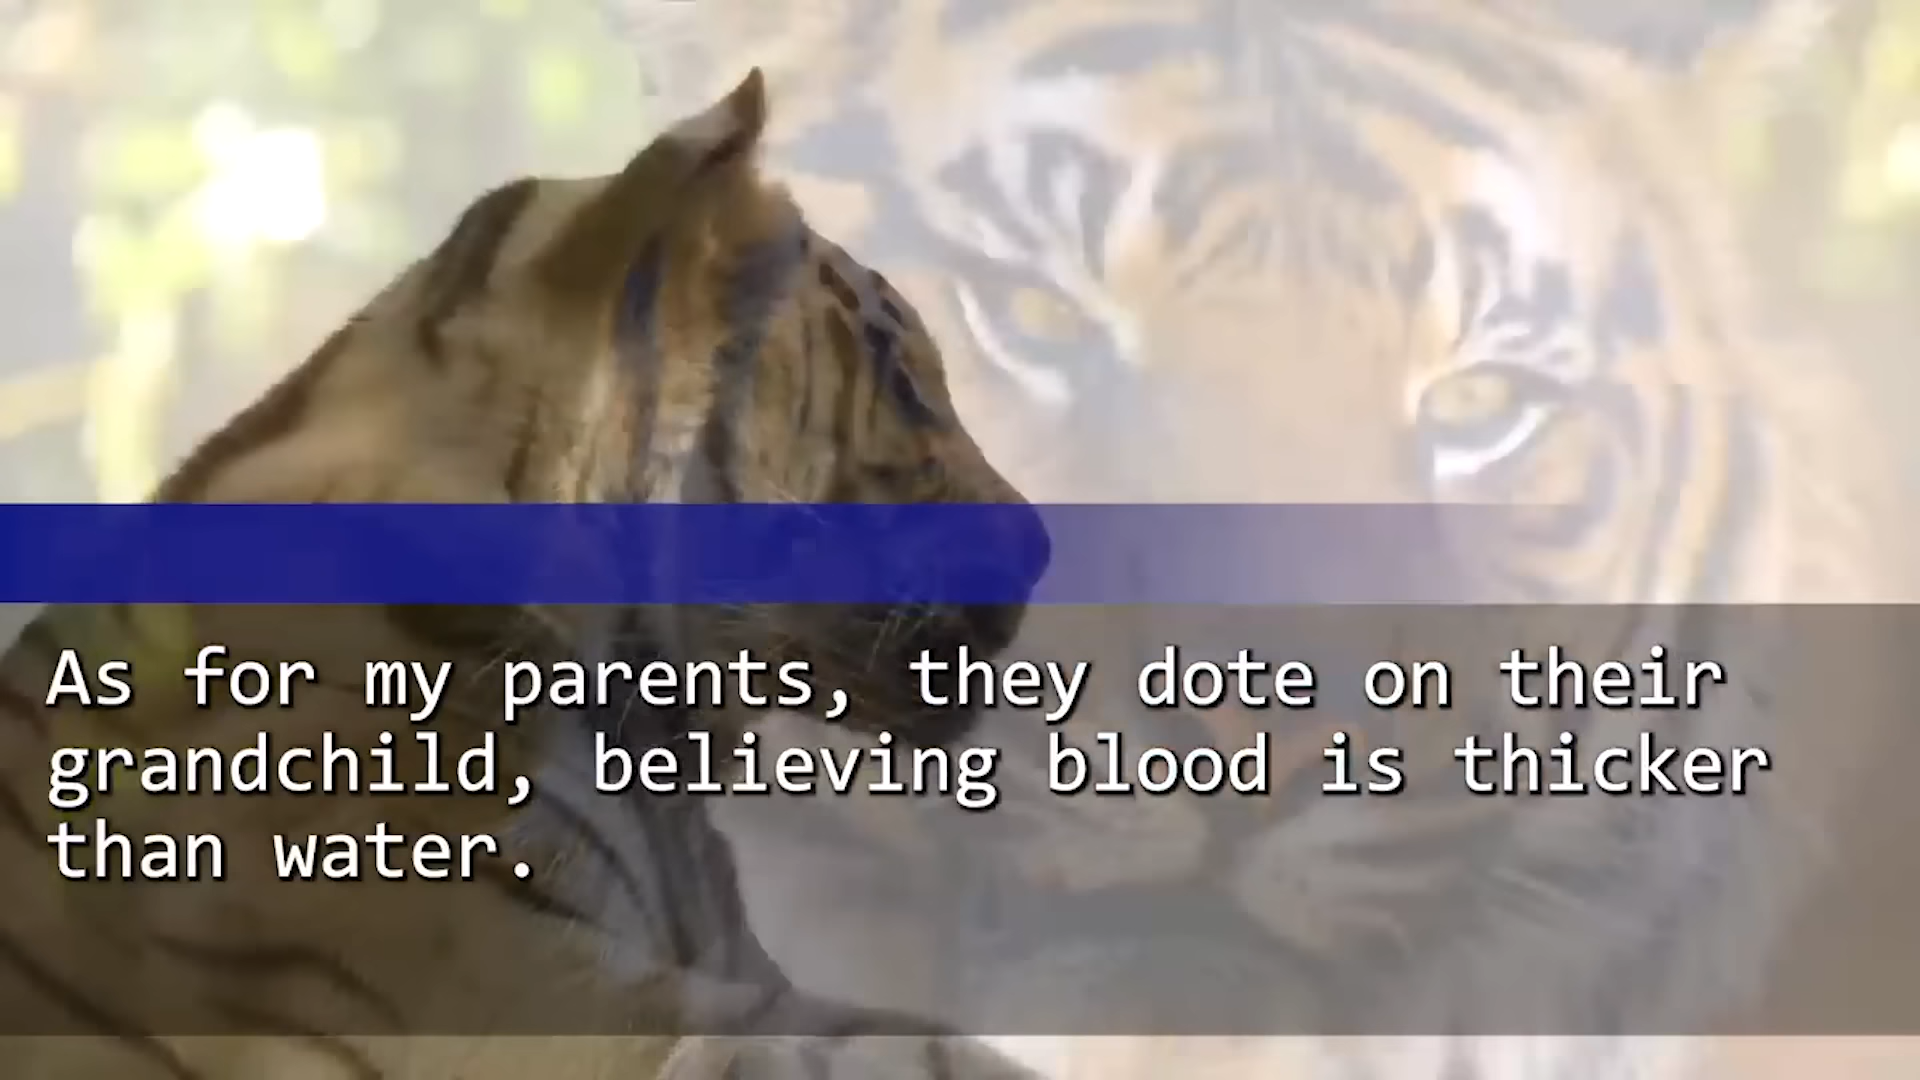 As for my parents, they dote on their
grandchild, believing blood is thicker
than water.